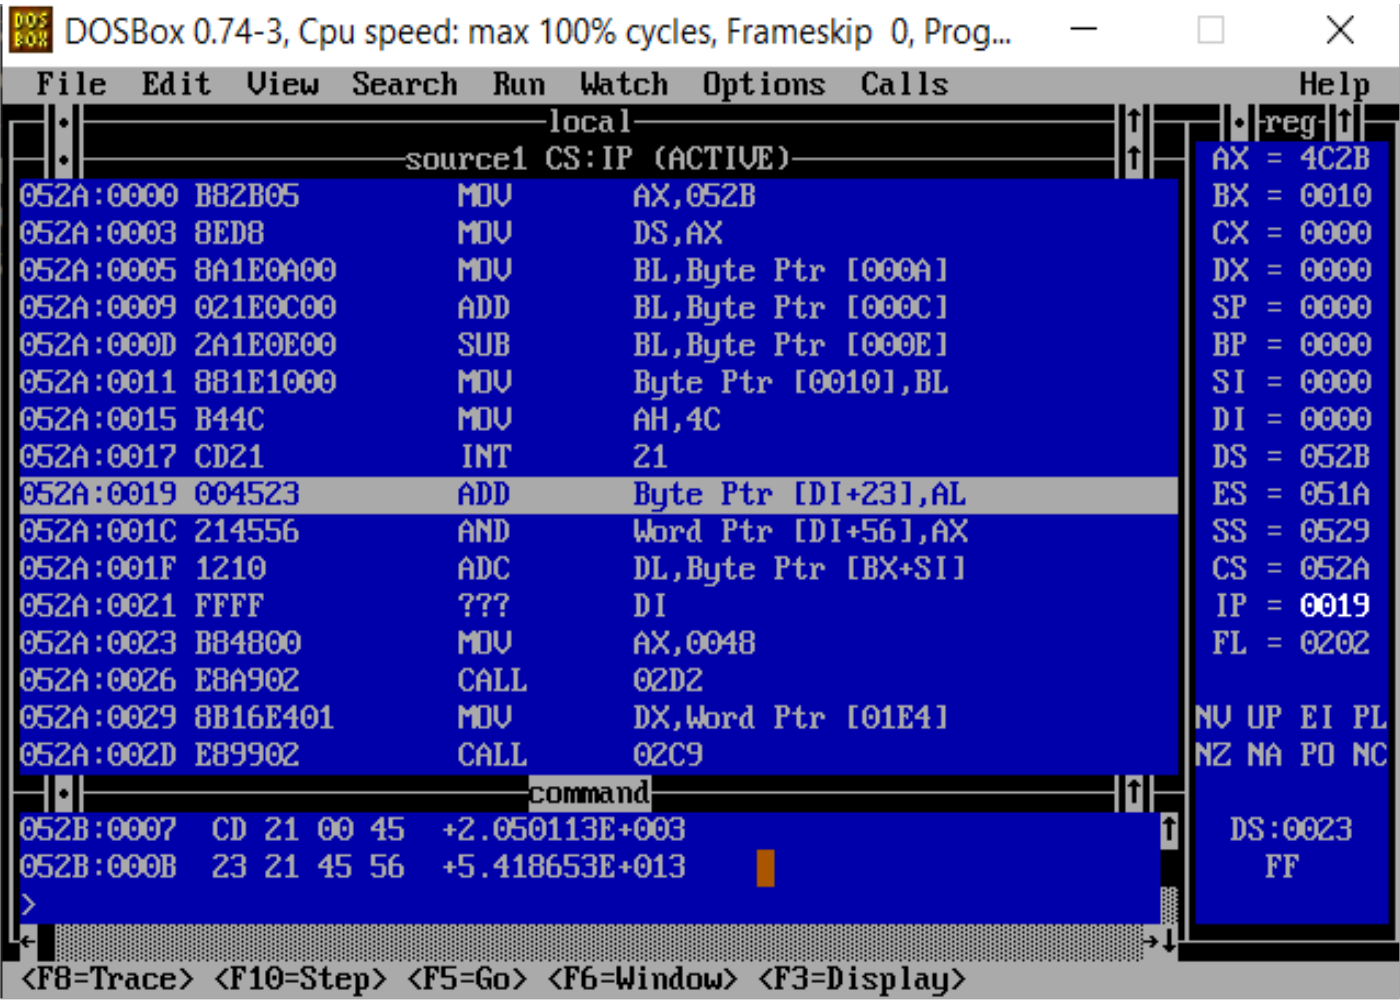 DOS
BOX
DOSBox 0.74-3, Cpu speed: max 100% cycles, Frameskip 0, Prog...
File Edit View Search Run Watch Options Calls Help
local
reg
source1 CS:IP (ACTIVE)
AX = 4C2B
052A:0000 B82B05 MOV AX,052B
BX = 0010
052A:0003 8ED8 MOV DS,AX
CX = 0000
052A:0005 8A1E0A00 MOV BL,Byte Ptr [000A]
DX = 0000
052A:0009 021E0C00 ADD BL,Byte Ptr [000C]
SP = 0000
052A:000D 2A1E0E00 SUB BL,Byte Ptr [000E]
BP = 0000
052A:0011 881E1000 MOV Byte Ptr [0010],BL
SI = 0000
052A:0015 B44C MOV AH,4C
DI = 0000
052A:0017 CD21 INT 21
DS = 052B
052A:0019 004523 ADD Byte Ptr [DI+23],AL
ES = 051A
052A:001C 214556 AND Word Ptr [DI+56],AX
SS = 0529
052A:001F 1210 ADC DL,Byte Ptr [BX+SI]
CS = 052A
052A:0021 FFFF ??? DI
IP = 0019
052A:0023 B84800 MOV AX,0048
FL = 0202
052A:0026 E8A902 CALL 02D2
052A:0029 8B16E401 MOV DX,Word Ptr [01E4]
NV UP EI PL
052A:002D E89902 CALL 02C9
NZ NA PO NC
command
052B:0007 CD 21 00 45 +2.050113E+003
DS:0023
052B:000B 23 21 45 56 +5.418653E+013
FF
>
<F8=Trace> <F10=Step> <F5=Go> <F6=Window> <F3=Display>